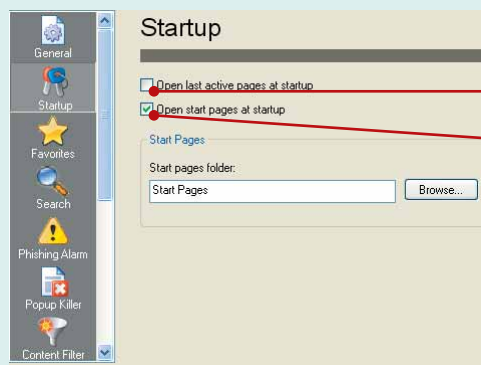 General
Startup
Favorites
Search
Phishing Alarm
Popup Killer
Content Filter
Startup
Open last active pages at startup
Open start pages at startup
Start Pages
Start pages folder:
Start Pages
Browse...